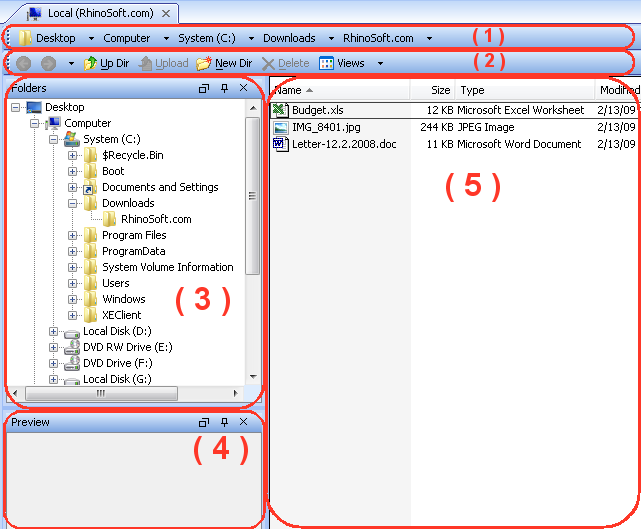 Local (RhinoSoft.com)
Desktop Computer System (C:) Downloads RhinoSoft.com ( 1 )
Up Dir Upload New Dir Delete Views ( 2 )
Folders
Desktop
Computer
System (C:)
$Recycle.Bin
Boot
Documents and Settings
Downloads
RhinoSoft.com
Program Files
ProgramData
System Volume Information
Users
Windows
XEClient
( 3 )
Local Disk (D:)
DVD RW Drive (E:)
DVD Drive (F:)
Local Disk (G:)
Preview
( 4 )
Name Size Type Modified
Budget.xls 12 KB Microsoft Excel Worksheet 2/13/09
IMG_8401.jpg 244 KB JPEG Image 2/13/09
Letter-12.2.2008.doc 11 KB Microsoft Word Document 2/13/09
( 5 )